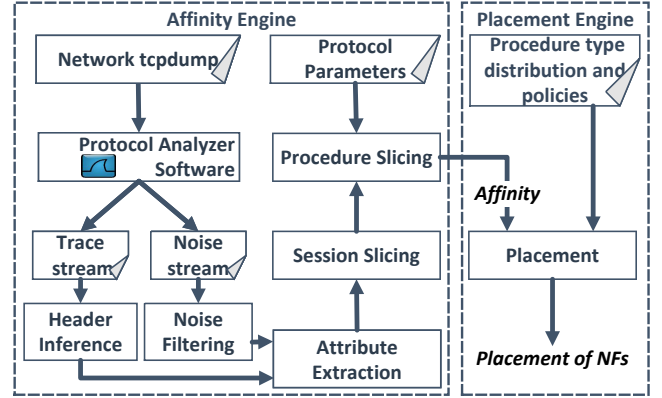 Affinity Engine
Placement Engine
Network tcpdump
Protocol
Parameters
Procedure type
distribution and
policies
Protocol Analyzer
Software
Procedure Slicing
Affinity
Trace
stream
Noise
stream
Session Slicing
Placement
Header
Inference
Noise
Filtering
Attribute
Extraction
Placement of NFs